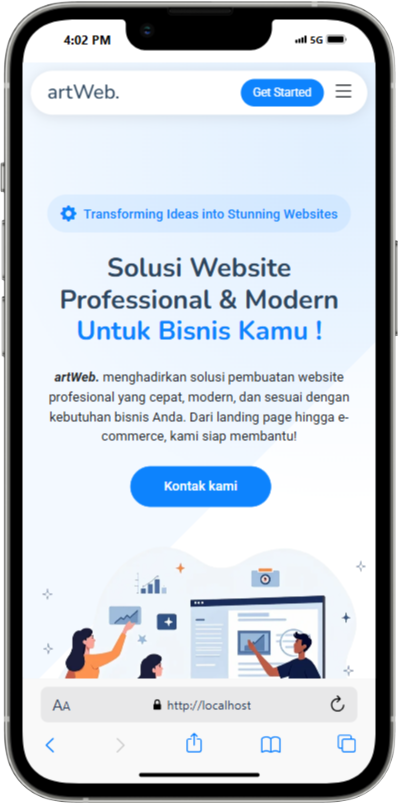 4:02 PM 5G
artWeb. Get Started
Transforming Ideas into Stunning Websites
Solusi Website
Professional & Modern
Untuk Bisnis Kamu !
artWeb. menghadirkan solusi pembuatan website
profesional yang cepat, modern, dan sesuai dengan
kebutuhan bisnis Anda. Dari landing page hingga e-
commerce, kami siap membantu!
Kontak kami
AA http://localhost